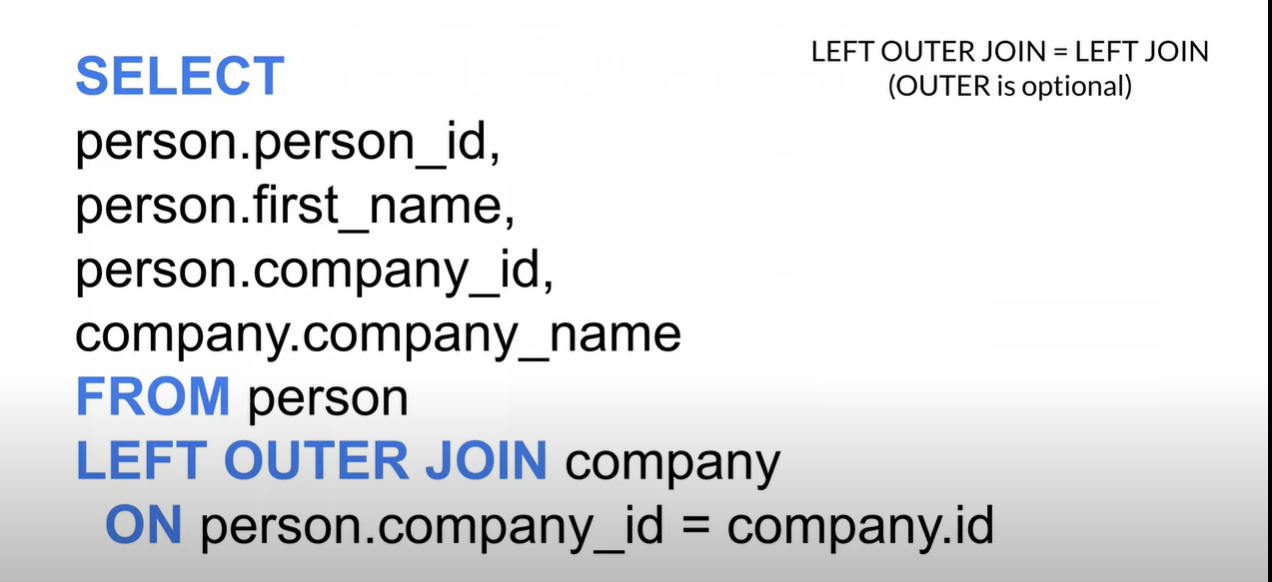 SELECT
person.person_id,
person.first_name,
person.company_id,
company.company_name
FROM person
LEFT OUTER JOIN company
ON person.company_id = company.id
LEFT OUTER JOIN = LEFT JOIN
(OUTER is optional)